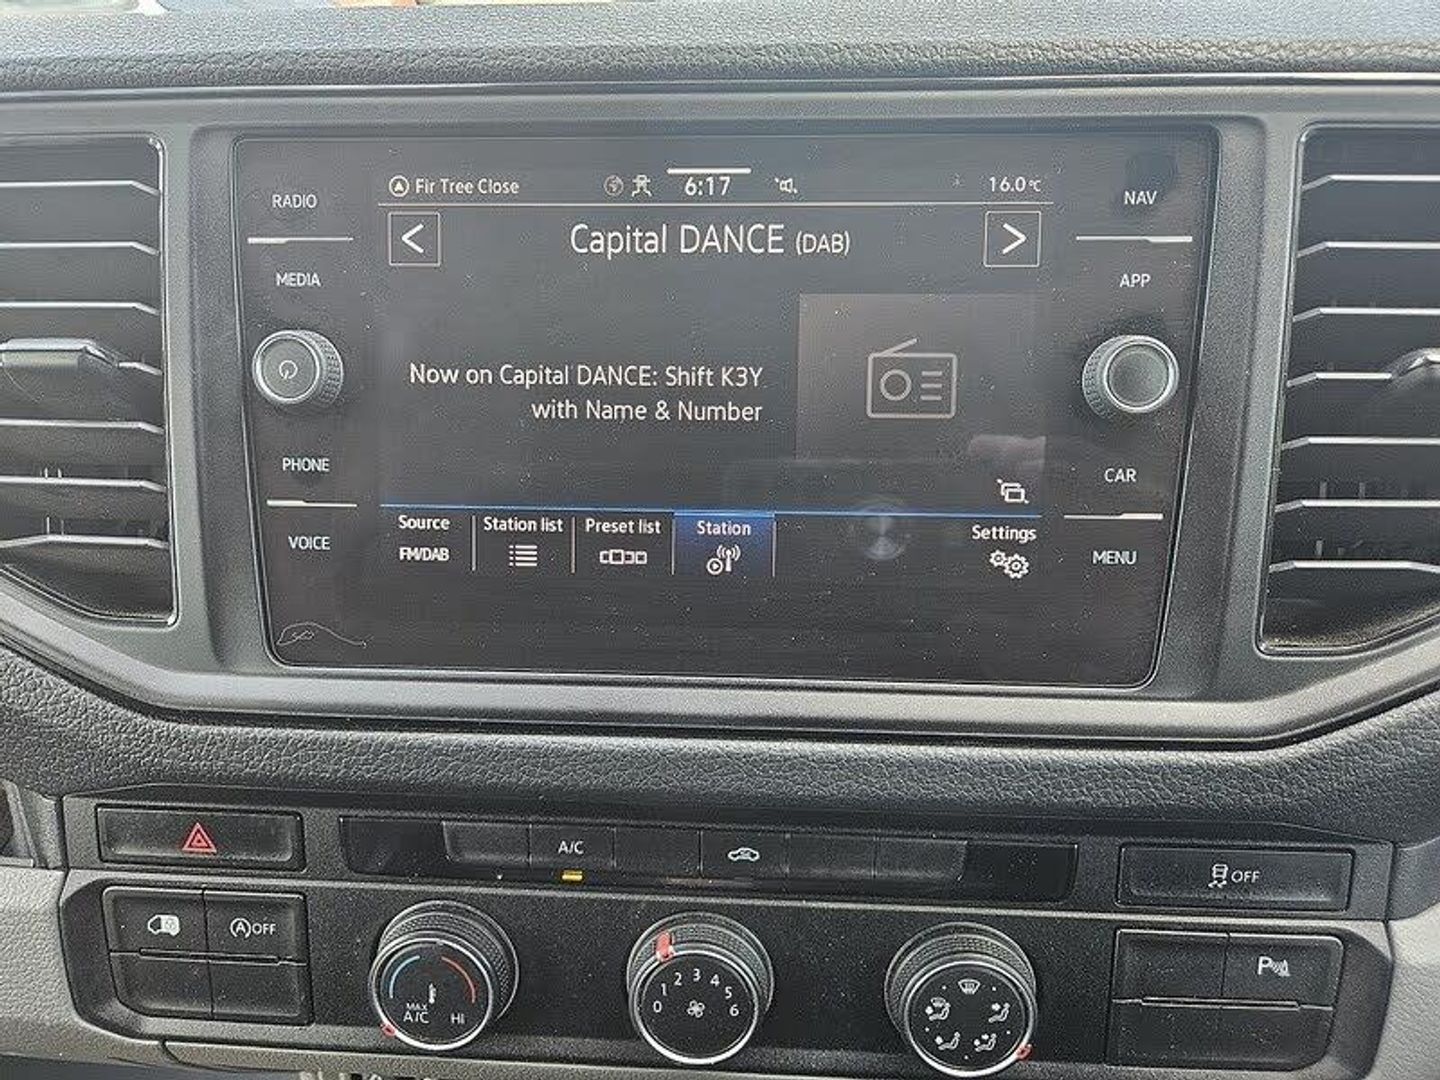 RADIO
MEDIA
PHONE
VOICE
Fir Tree Close
6:17
16.0°C
<
Capital DANCE (DAB)
>
Now on Capital DANCE: Shift K3Y
with Name & Number
Source
FM/DAB
Station list
Preset list
Station
Settings
NAV
APP
CAR
MENU
A/C
OFF
A OFF
MAX
A/C
HI
0 1 2 3 4 5 6
P